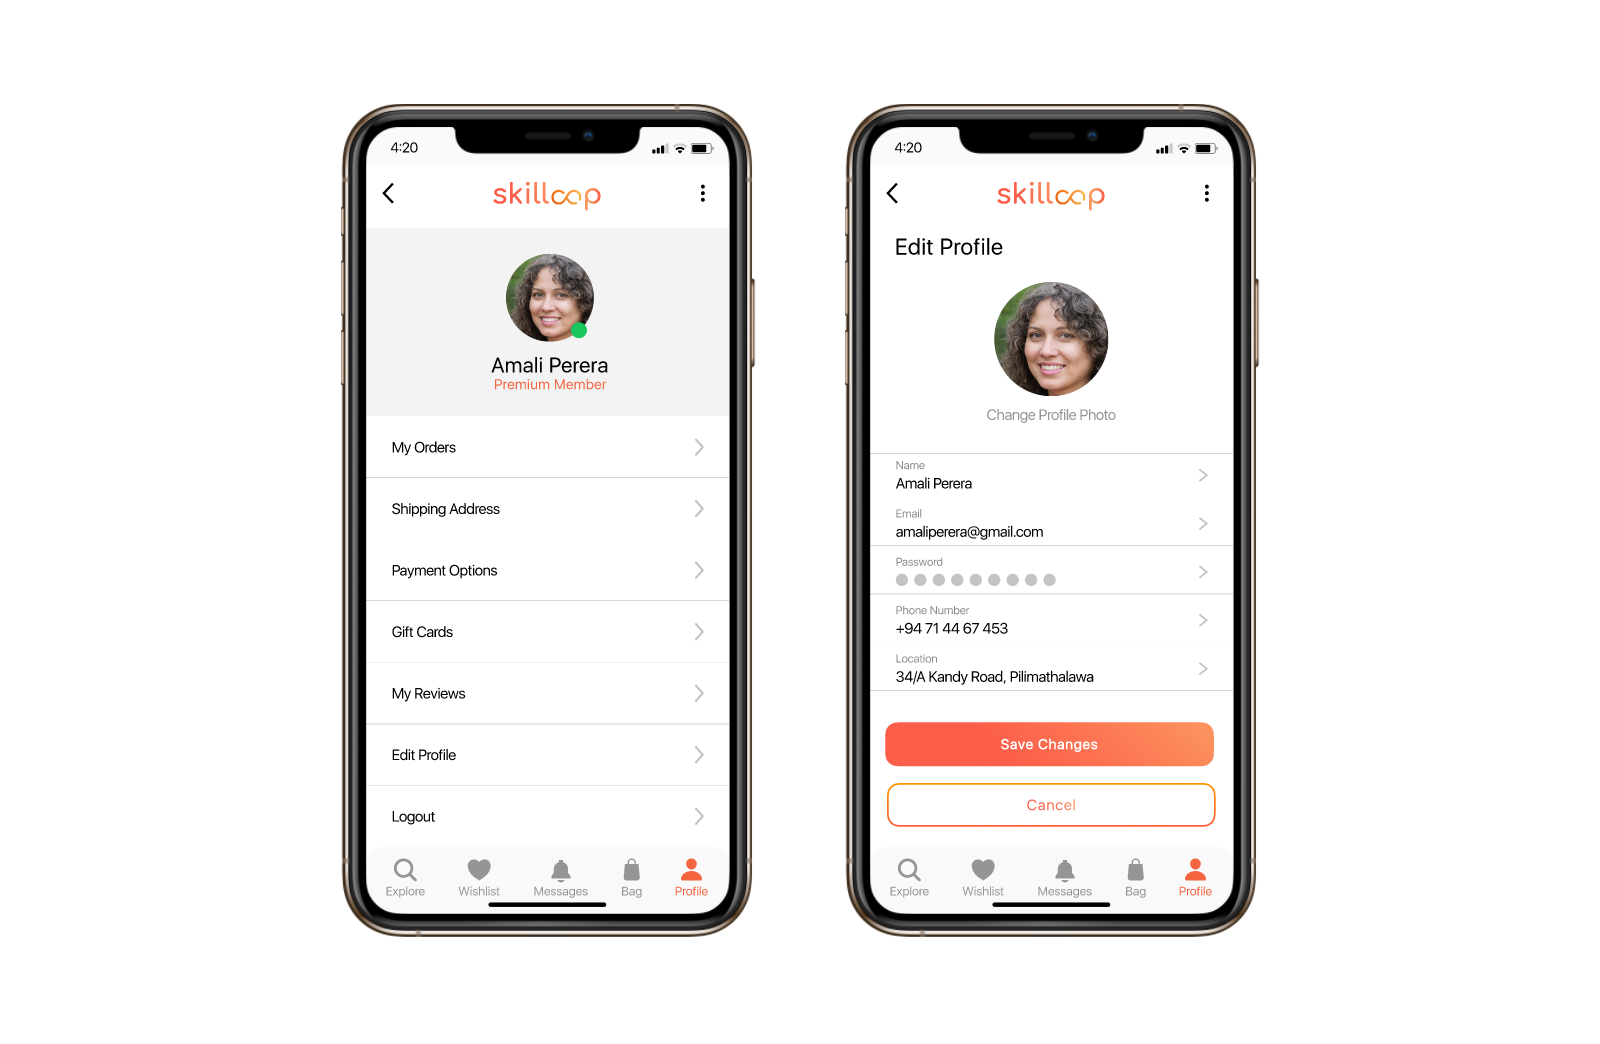 4:20
skilloop
Amali Perera
Premium Member
My Orders
Shipping Address
Payment Options
Gift Cards
My Reviews
Edit Profile
Logout
Explore
Wishlist
Messages
Bag
Profile
4:20
skilloop
Edit Profile
Change Profile Photo
Name
Amali Perera
Email
amaliperera@gmail.com
Password
Phone Number
+94 71 44 67 453
Location
34/A Kandy Road, Pilimathalawa
Save Changes
Cancel
Explore
Wishlist
Messages
Bag
Profile